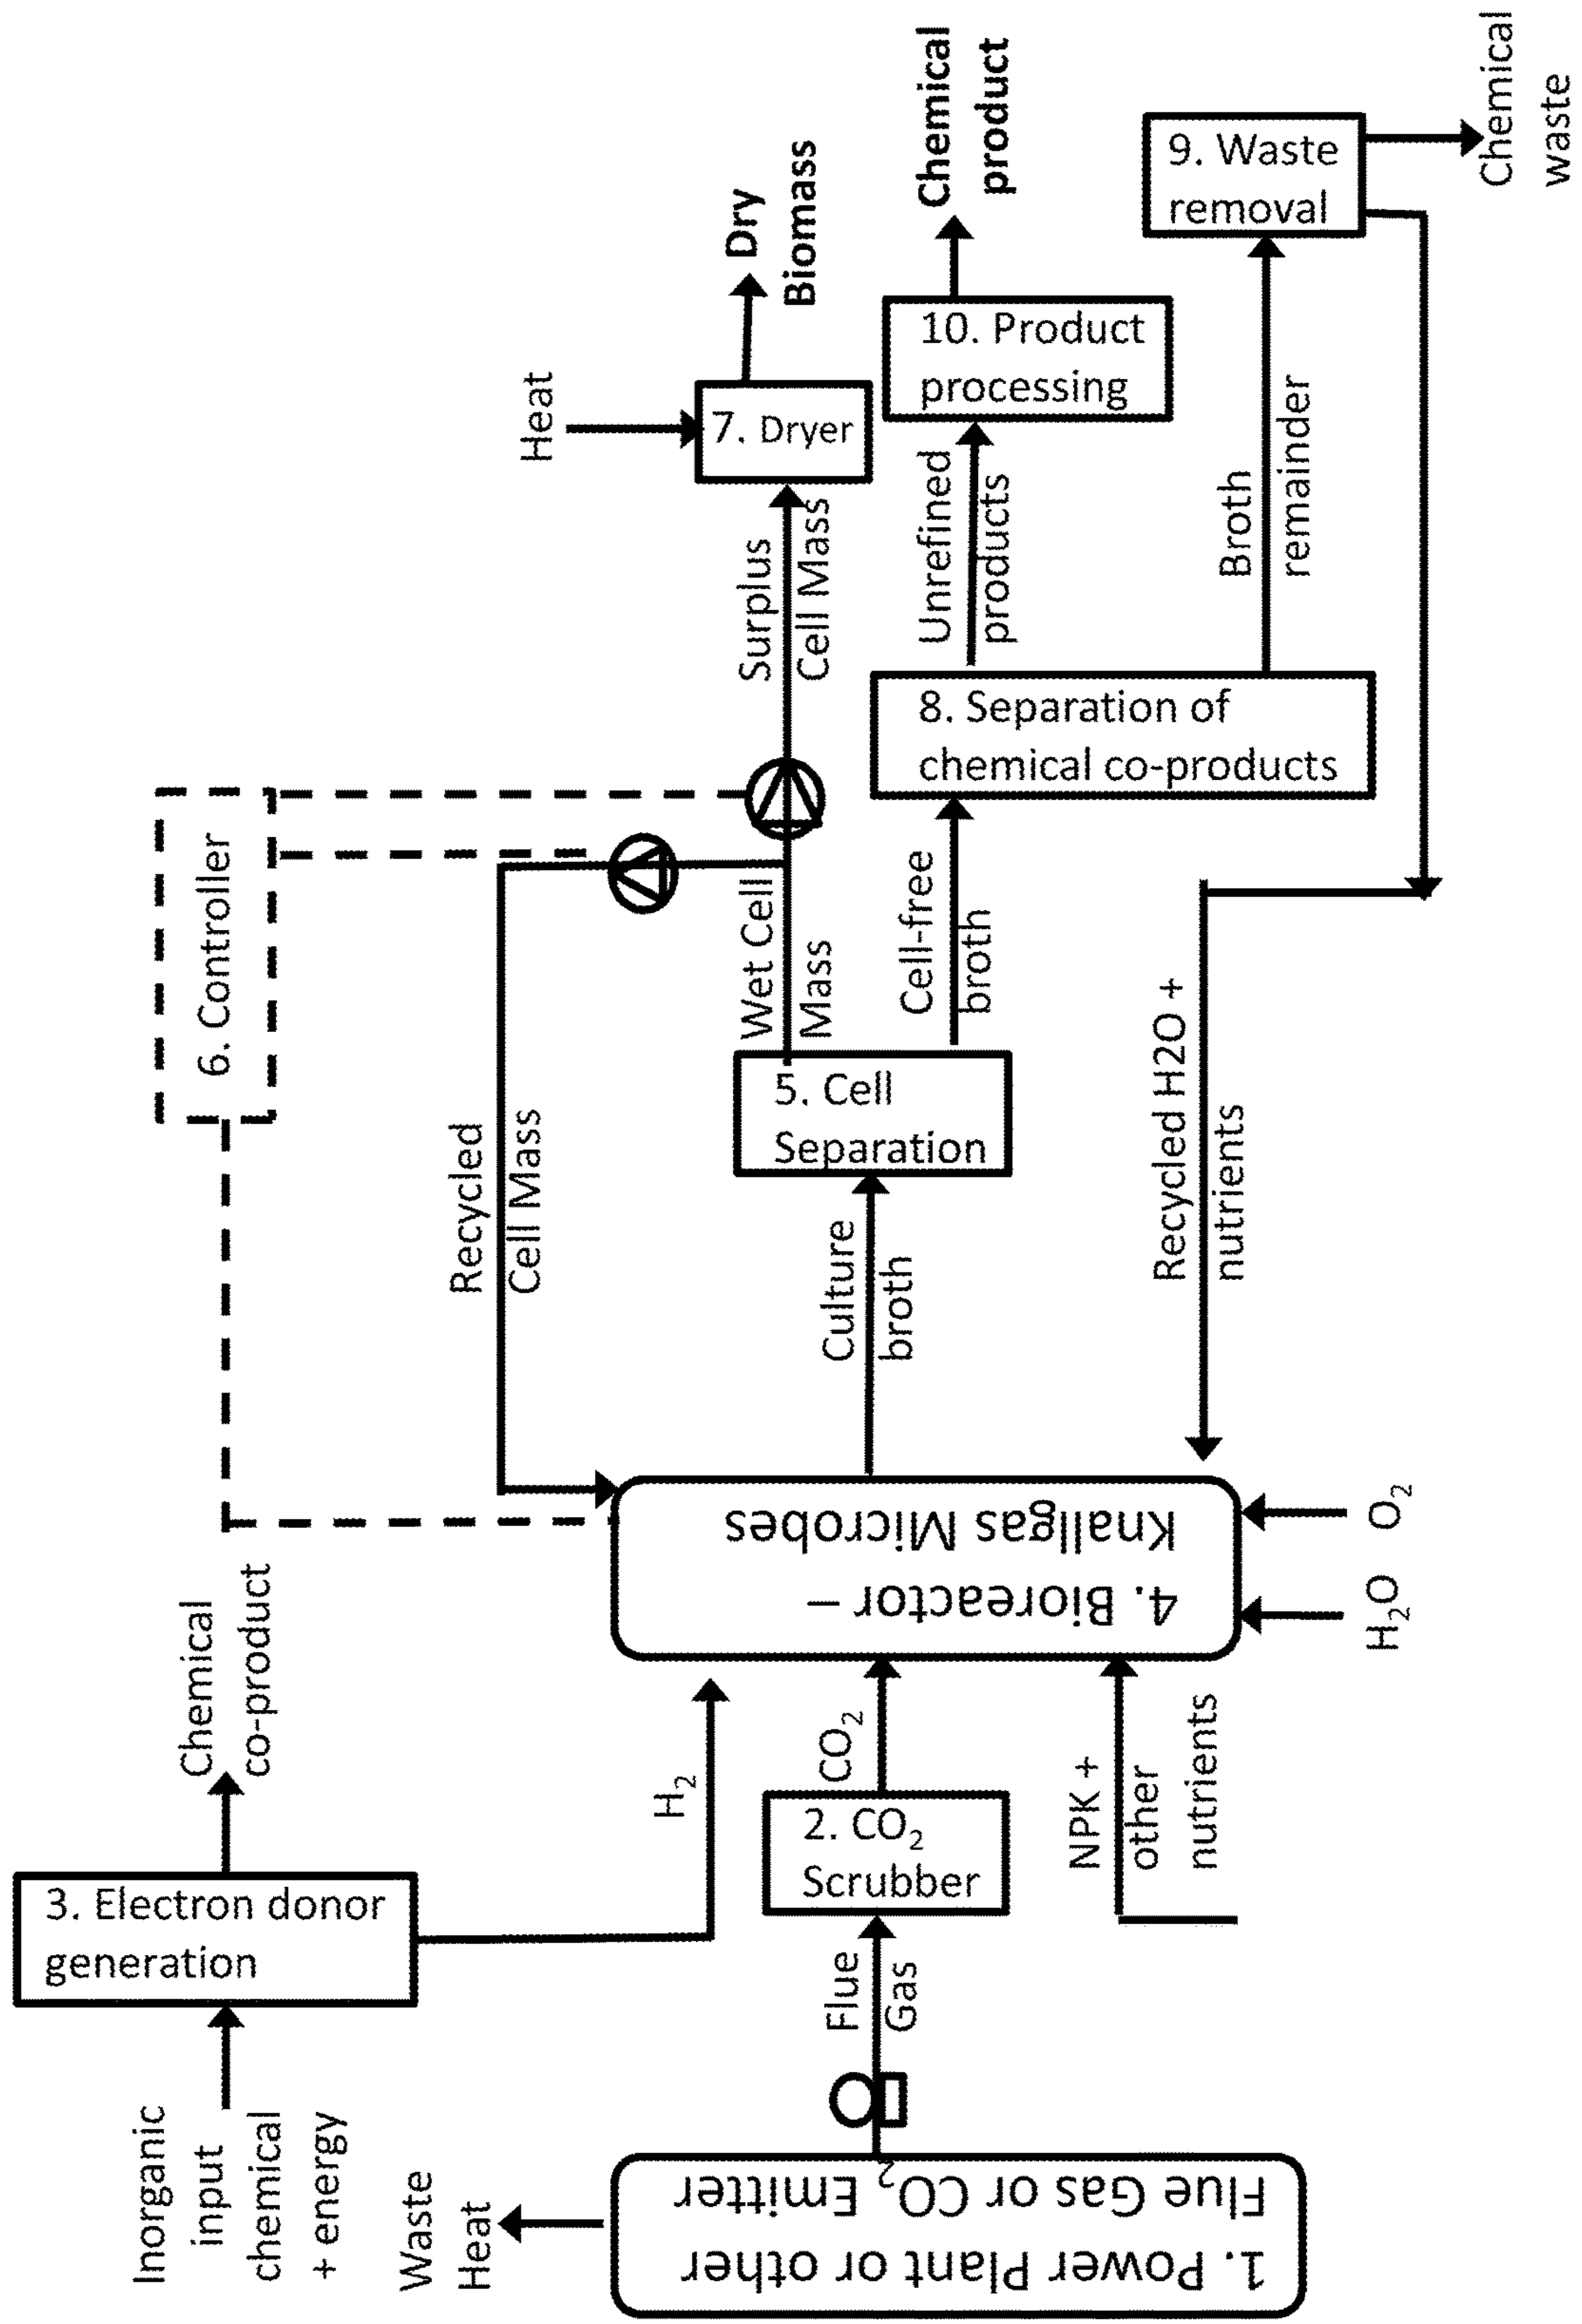 Inorganic
input
chemical
+ energy
3. Electron donor
generation
Chemical
co-product
6. Controller
Waste
Heat
1. Power Plant or other
Flue Gas or CO₂ Emitter
Flue
Gas
2. CO₂
Scrubber
CO₂
H₂
NPK +
other
nutrients
4. Bioreactor –
Knallgas Microbes
H₂O
O₂
Recycled
Cell Mass
Culture
broth
5. Cell
Separation
Wet Cell
Mass
Cell-free
broth
Recycled H2O +
nutrients
Surplus
Cell Mass
Heat
7. Dryer
Dry
Biomass
8. Separation of
chemical co-products
Unrefined
products
10. Product
processing
Chemical
product
Broth
remainder
9. Waste
removal
Chemical
waste